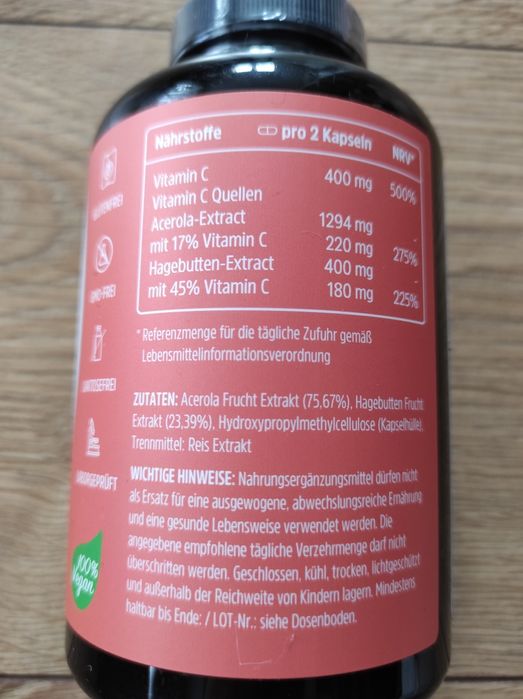 Nährstoffe pro 2 Kapseln NRV*
Vitamin C 400 mg 500%
Vitamin C Quellen
Acerola-Extract 1294 mg
mit 17% Vitamin C 220 mg 275%
Hagebutten-Extract 400 mg
mit 45% Vitamin C 180 mg 225%
* Referenzmenge für die tägliche Zufuhr gemäß
Lebensmittelinformationsverordnung
GLUTENFREI
GMO-FREI
LAKTOSEFREI
LABORGEPRÜFT
100%
Vegan
ZUTATEN: Acerola Frucht Extrakt (75,67%), Hagebutten Frucht
Extrakt (23,39%), Hydroxypropylmethylcellulose (Kapselhülle),
Trennmittel: Reis Extrakt
WICHTIGE HINWEISE: Nahrungsergänzungsmittel dürfen nicht
als Ersatz für eine ausgewogene, abwechslungsreiche Ernährung
und eine gesunde Lebensweise verwendet werden. Die
angegebene empfohlene tägliche Verzehrmenge darf nicht
überschritten werden. Geschlossen, kühl, trocken, lichtgeschützt
und außerhalb der Reichweite von Kindern lagern. Mindestens
haltbar bis Ende: / LOT-Nr.: siehe Dosenboden.